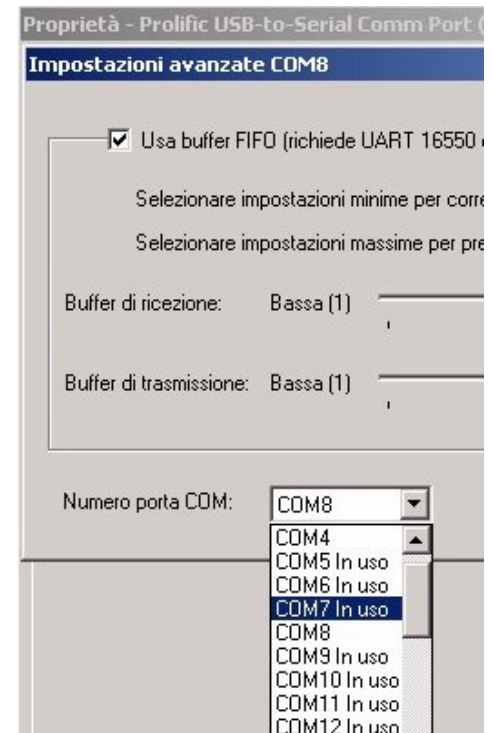 Proprietà - Prolific USB-to-Serial Comm Port (
Impostazioni avanzate COM8
Usa buffer FIFO (richiede UART 16550
Selezionare impostazioni minime per corre
Selezionare impostazioni massime per pre
Buffer di ricezione: Bassa (1)
Buffer di trasmissione: Bassa (1)
Numero porta COM: COM8
COM4
COM5 In uso
COM6 In uso
COM7 In uso
COM8
COM9 In uso
COM10 In uso
COM11 In uso
COM12 In uso